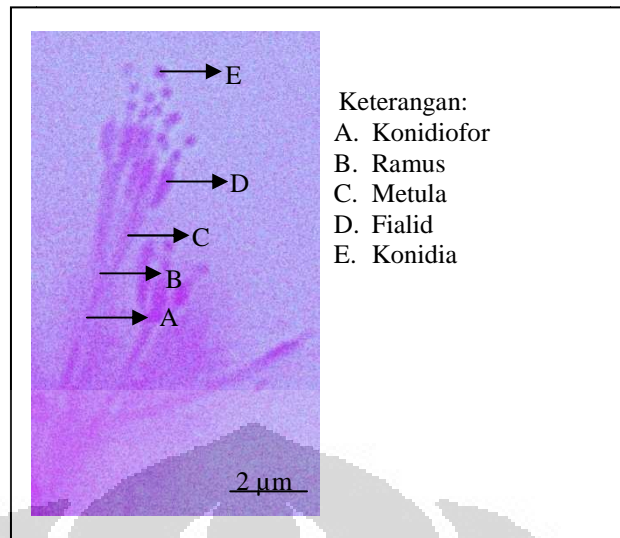 E
D
C
B
A
2 µm
Keterangan:
A. Konidiofor
B. Ramus
C. Metula
D. Fialid
E. Konidia